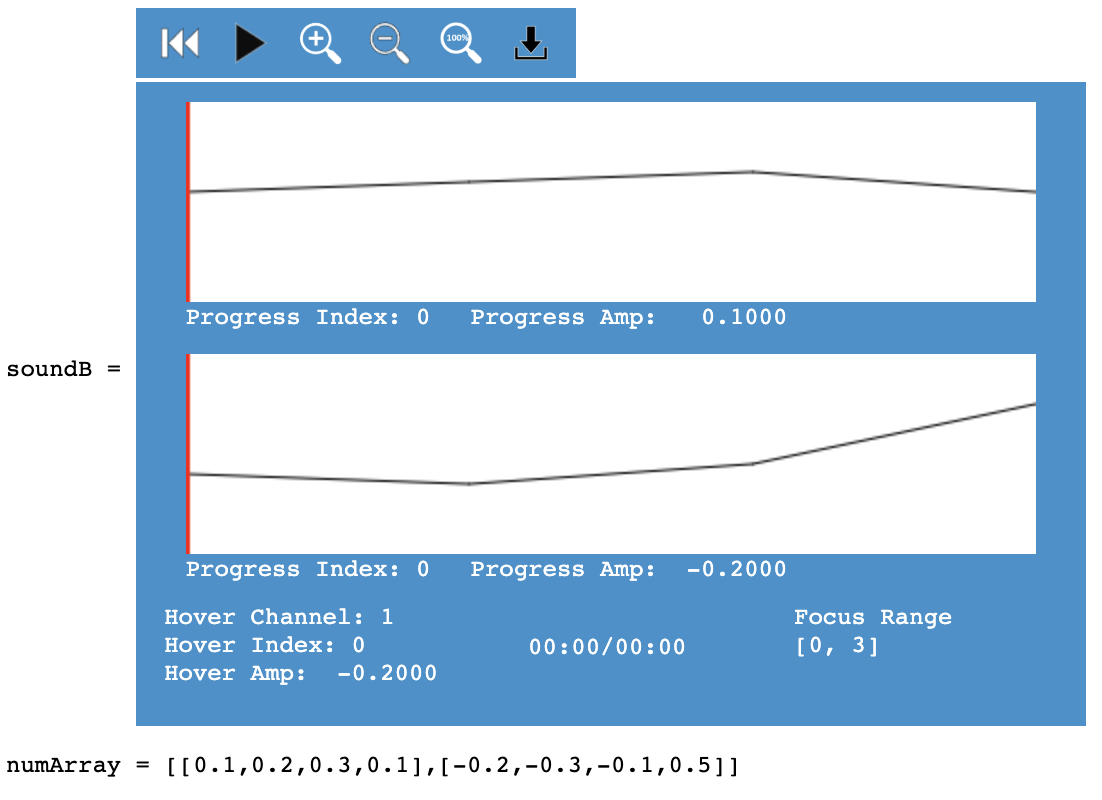 100%
Progress Index: 0 Progress Amp: 0.1000
soundB =
Progress Index: 0 Progress Amp: -0.2000
Hover Channel: 1
Hover Index: 0
Hover Amp: -0.2000
00:00/00:00
Focus Range
[0, 3]
numArray = [[0.1,0.2,0.3,0.1],[-0.2,-0.3,-0.1,0.5]]